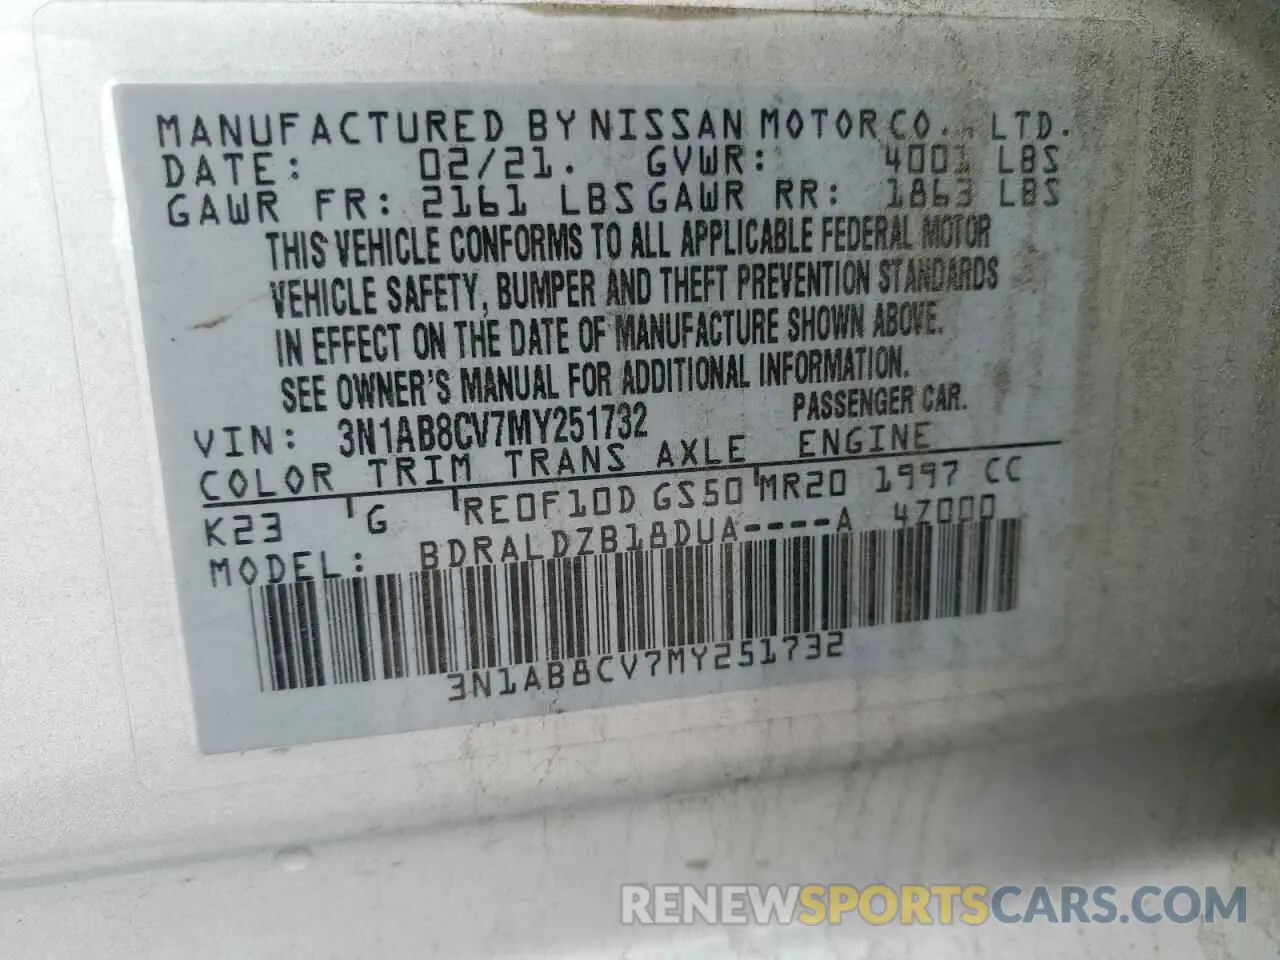 MANUFACTURED BY NISSAN MOTOR CO., LTD.
DATE: 02/21. GVWR: 4001 LBS
GAWR FR: 2161 LBS GAWR RR: 1863 LBS
THIS VEHICLE CONFORMS TO ALL APPLICABLE FEDERAL MOTOR
VEHICLE SAFETY, BUMPER AND THEFT PREVENTION STANDARDS
IN EFFECT ON THE DATE OF MANUFACTURE SHOWN ABOVE.
SEE OWNER'S MANUAL FOR ADDITIONAL INFORMATION.
VIN: 3N1AB8CV7MY251732 PASSENGER CAR.
COLOR TRIM TRANS AXLE ENGINE
K23 G RE0F10D GS50 MR20 1997 CC
MODEL: BDRALDZB18DUA----A 47000
3N1AB8CV7MY251732
RENEWSPORTSCARS.COM